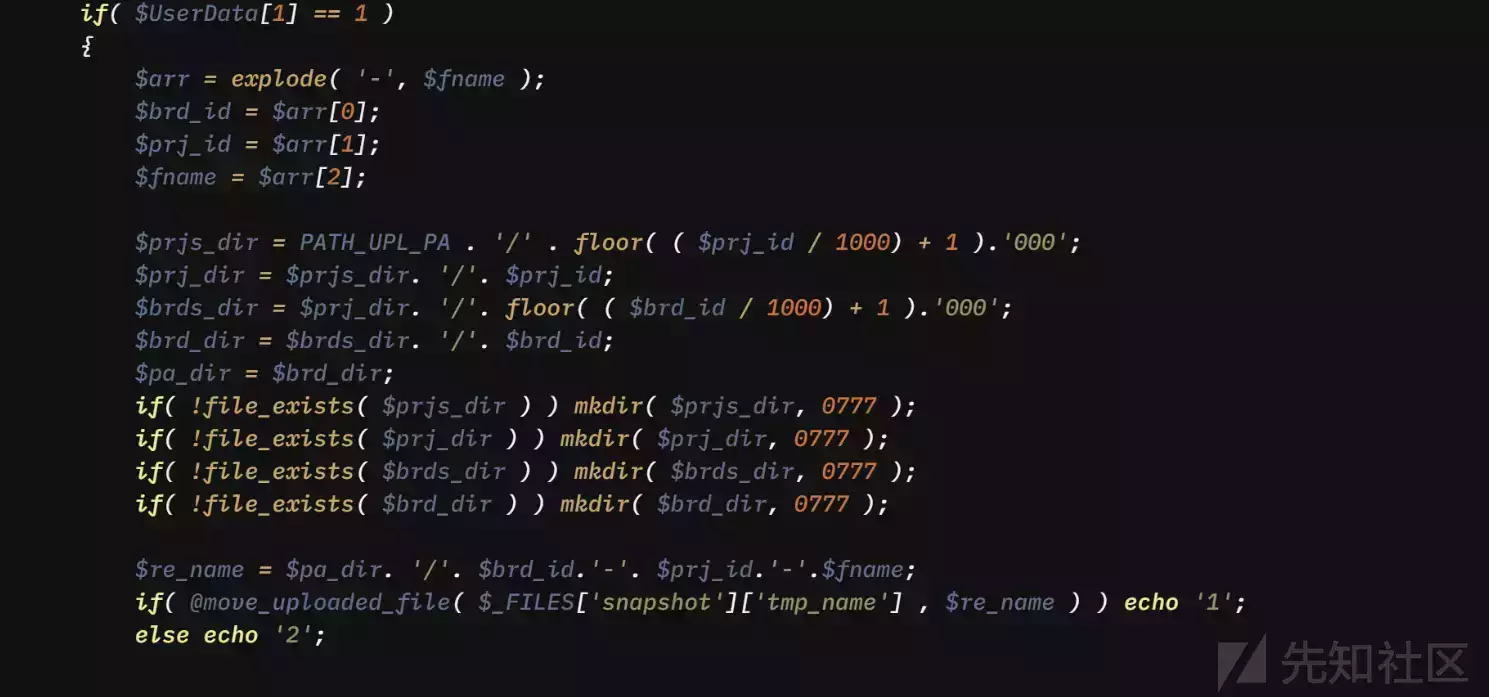 if( $UserData[1] == 1 )
{
$arr = explode( '-', $fname );
$brd_id = $arr[0];
$prj_id = $arr[1];
$fname = $arr[2];
$prjs_dir = PATH_UPL_PA . '/' . floor( ( $prj_id / 1000) + 1 ).'000';
$prj_dir = $prjs_dir. '/'. $prj_id;
$brds_dir = $prj_dir. '/'. floor( ( $brd_id / 1000) + 1 ).'000';
$brd_dir = $brds_dir. '/'. $brd_id;
$pa_dir = $brd_dir;
if( !file_exists( $prjs_dir ) ) mkdir( $prjs_dir, 0777 );
if( !file_exists( $prj_dir ) ) mkdir( $prj_dir, 0777 );
if( !file_exists( $brds_dir ) ) mkdir( $brds_dir, 0777 );
if( !file_exists( $brd_dir ) ) mkdir( $brd_dir, 0777 );
$re_name = $pa_dir. '/'. $brd_id.'-'. $prj_id.'-'.$fname;
if( @move_uploaded_file( $_FILES['snapshot']['tmp_name'] , $re_name ) ) echo '1';
else echo '2';
先知社区